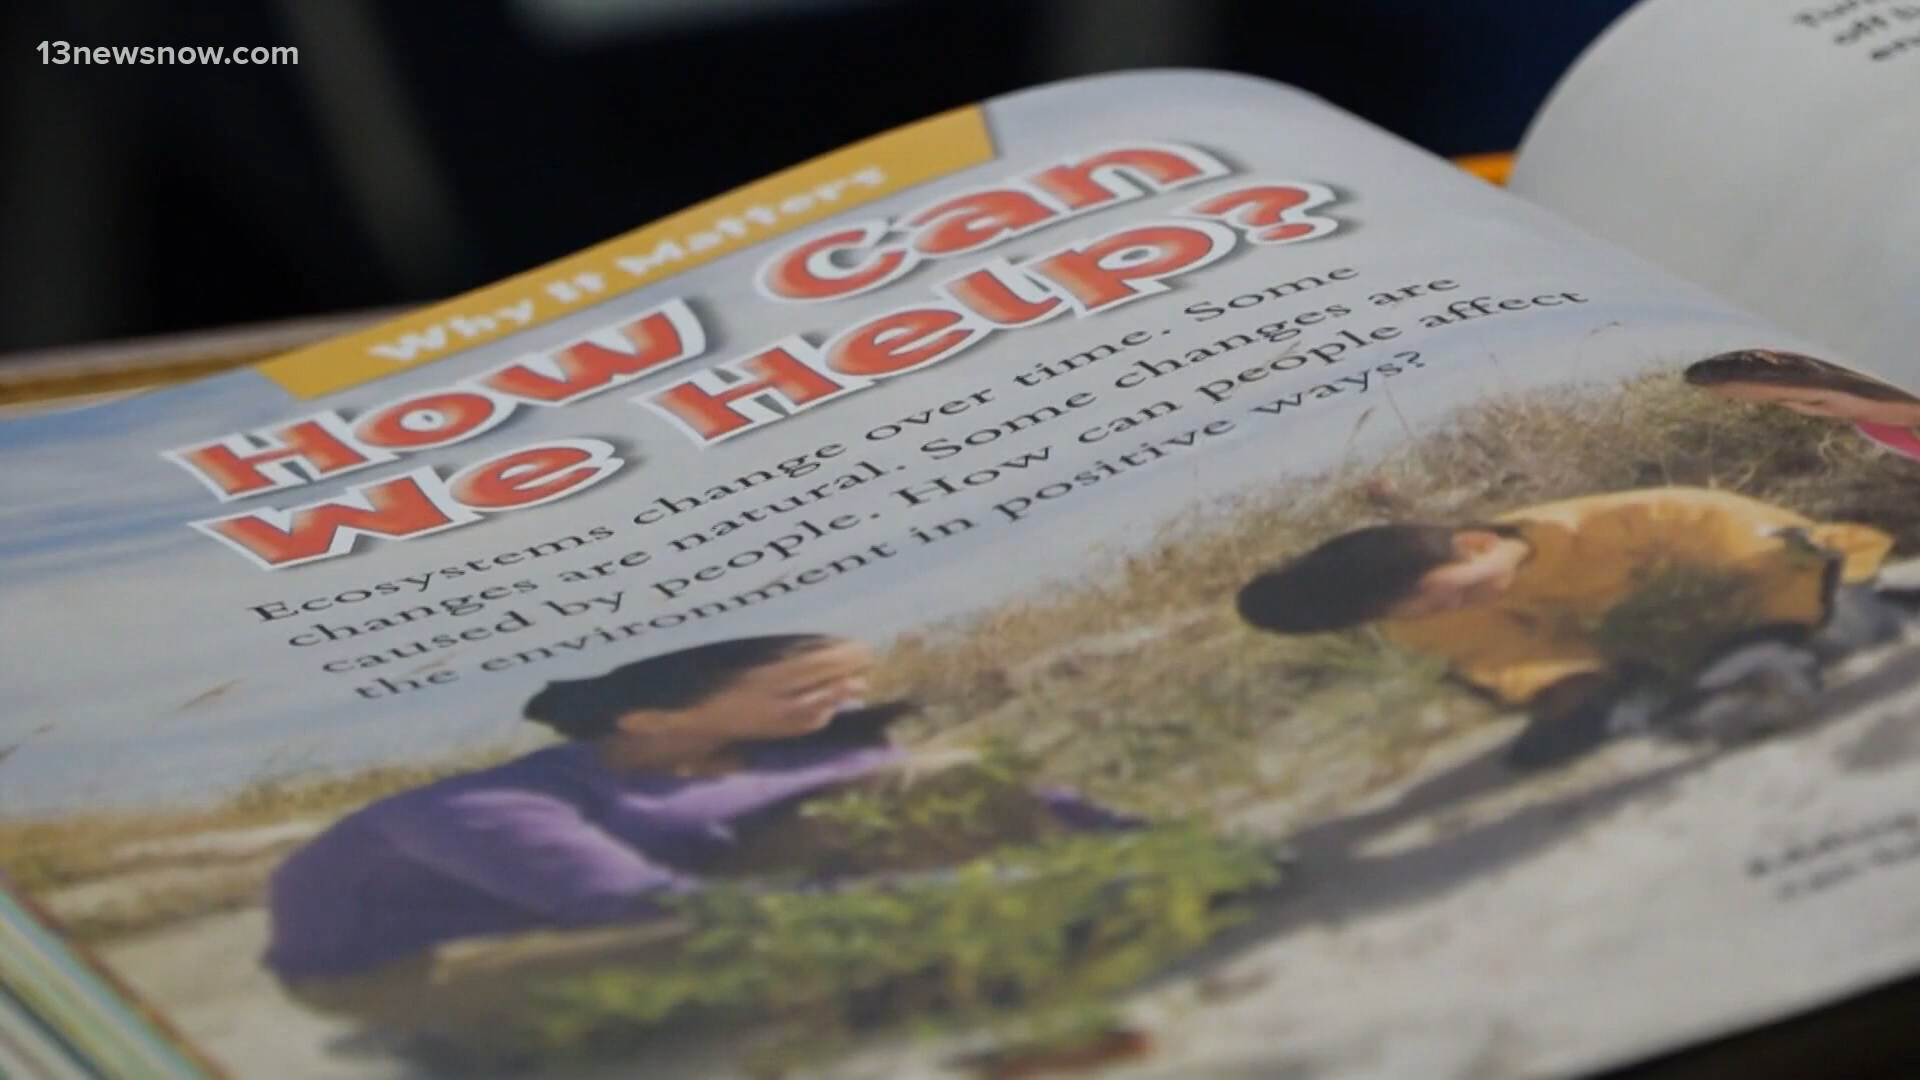 13newsnow.com
Why It Matters
How Can
We Help?
Ecosystems change over time. Some
changes are natural. Some changes are
caused by people. How can people affect
the environment in positive ways?